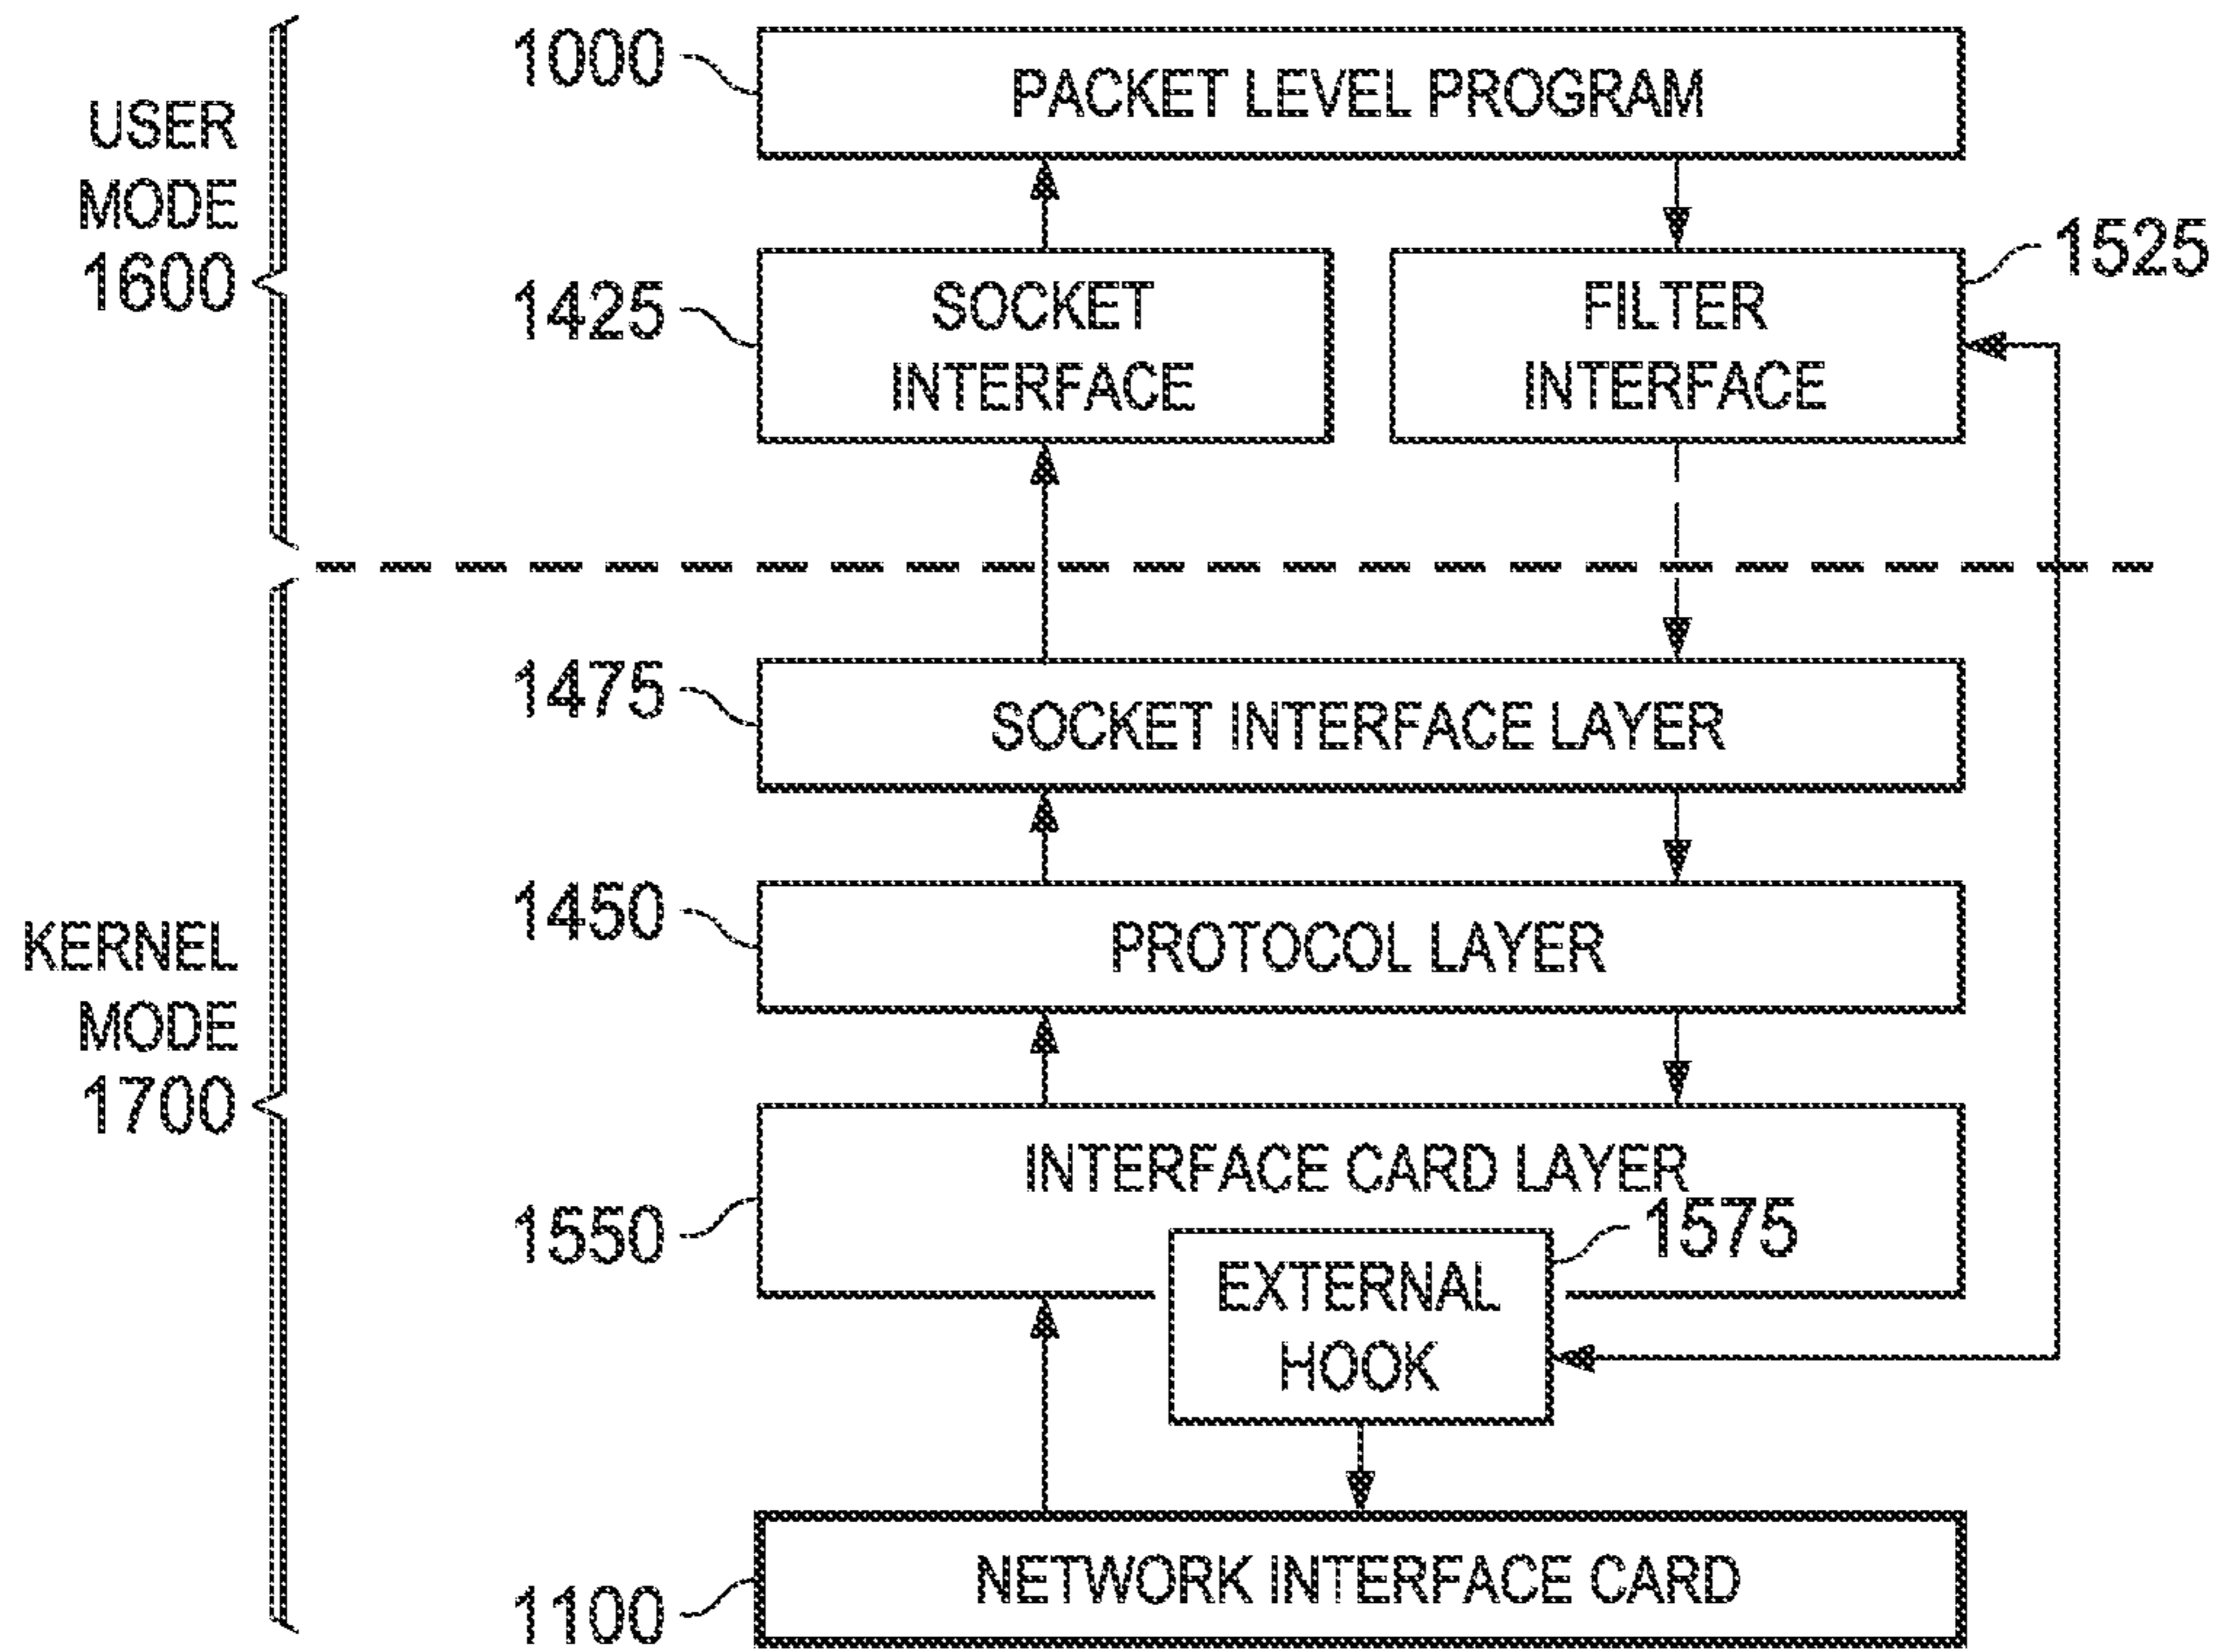 1000
PACKET LEVEL PROGRAM
USER
MODE
1600
1425
SOCKET
INTERFACE
FILTER
INTERFACE
1525
1475
SOCKET INTERFACE LAYER
1450
PROTOCOL LAYER
KERNEL
MODE
1700
INTERFACE CARD LAYER
1550
1575
EXTERNAL
HOOK
1100
NETWORK INTERFACE CARD